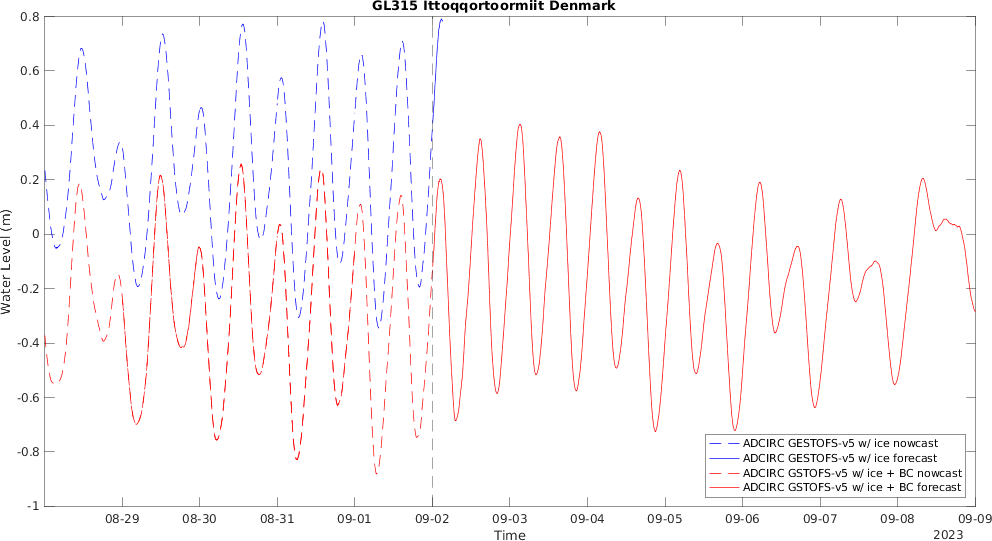 GL315 Ittoqqortoormiit Denmark
0.8
0.6
0.4
0.2
0
-0.2
-0.4
-0.6
-0.8
-1
Water Level (m)
ADCIRC GESTOFS-v5 w/ ice nowcast
ADCIRC GESTOFS-v5 w/ ice forecast
ADCIRC GSTOFS-v5 w/ ice + BC nowcast
ADCIRC GSTOFS-v5 w/ ice + BC forecast
08-29 08-30 08-31 09-01 09-02 09-03 09-04 09-05 09-06 09-07 09-08 09-09
Time
2023